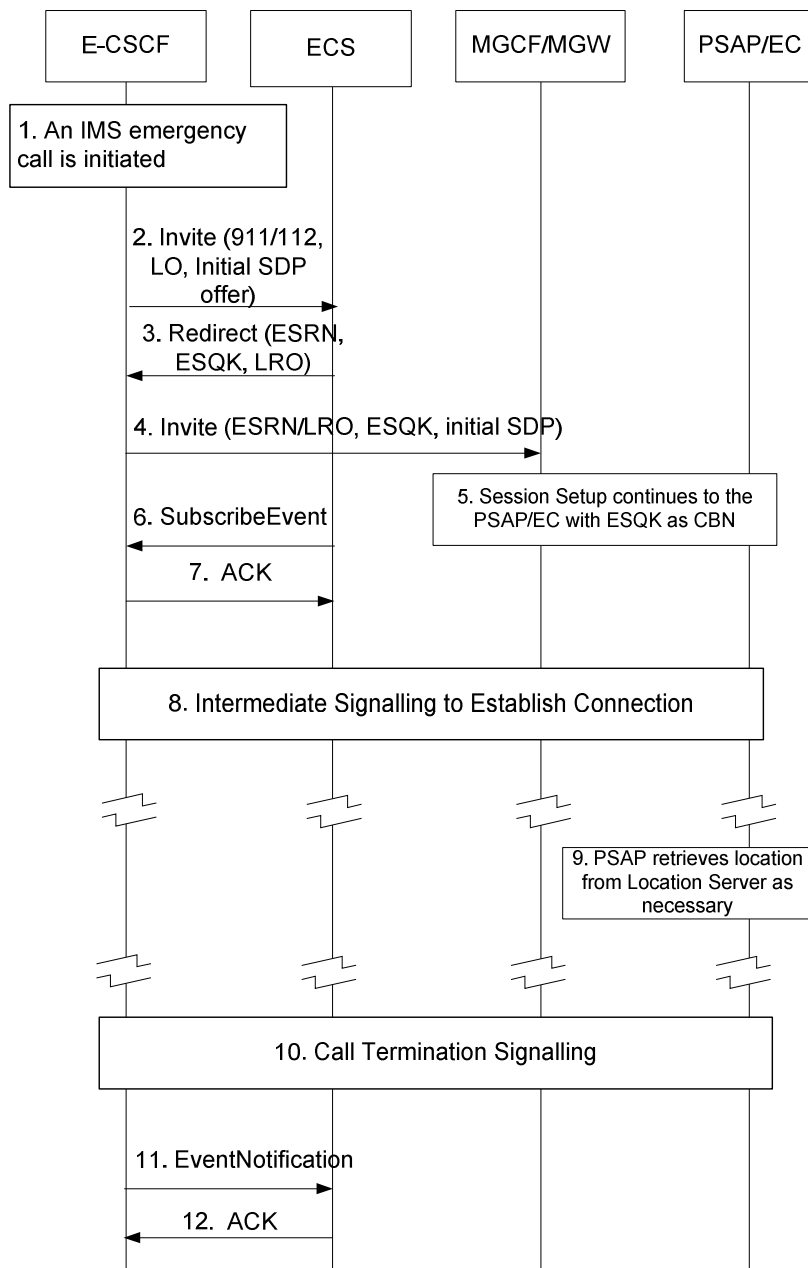 E-CSCF
ECS
MGCF/MGW
PSAP/EC
1. An IMS emergency
call is initiated
2. Invite (911/112,
LO, Initial SDP
offer)
3. Redirect (ESRN,
ESQK, LRO)
4. Invite (ESRN/LRO, ESQK, initial SDP)
5. Session Setup continues to the
PSAP/EC with ESQK as CBN
6. SubscribeEvent
7. ACK
8. Intermediate Signalling to Establish Connection
9. PSAP retrieves location
from Location Server as
necessary
10. Call Termination Signalling
11. EventNotification
12. ACK